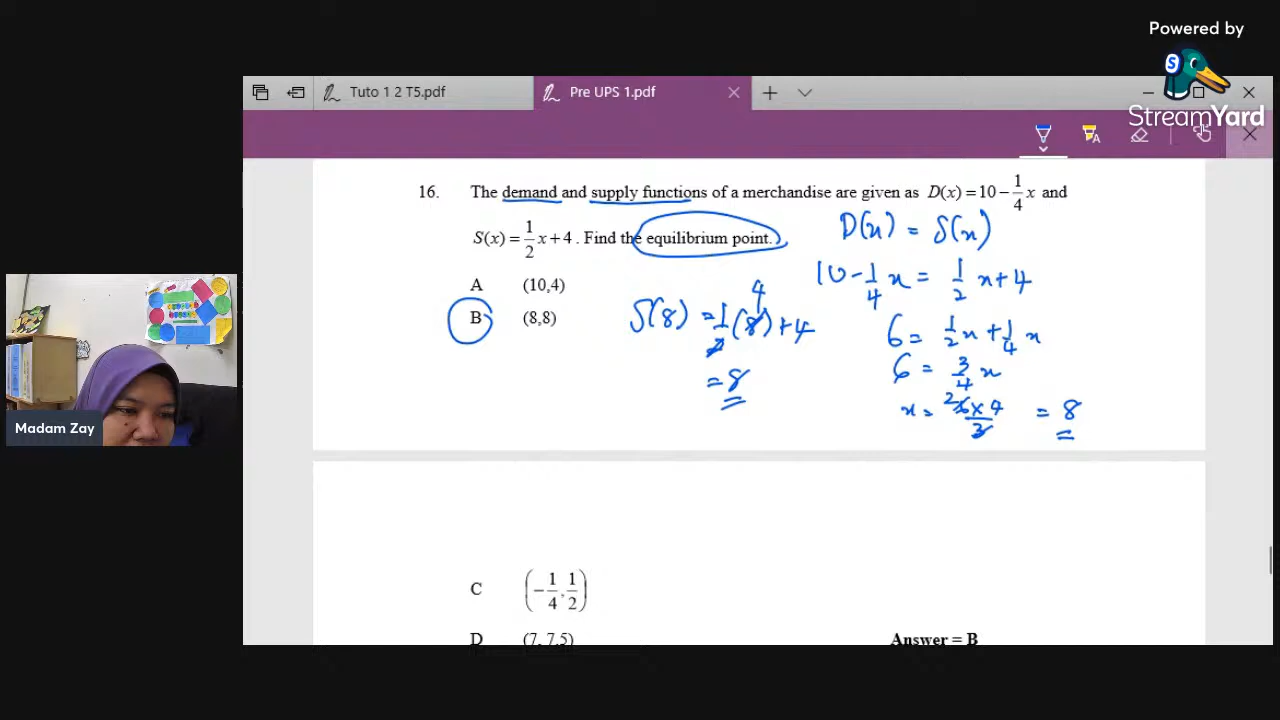 Powered by
StreamYard
Tuto 1 2 T5.pdf
Pre UPS 1.pdf
16. The demand and supply functions of a merchandise are given as D(x) = 10 − 1/4 x and
S(x) = 1/2 x + 4 . Find the equilibrium point.
D(x) = S(x)
10 − 1/4 x = 1/2 x + 4
A (10,4)
B (8,8)
S(8) = 1/2 (8) + 4
4
= 8
6 = 1/2 x + 1/4 x
6 = 3/4 x
x = 6 x 4 / 3 = 8
2
Madam Zay
C (−1/4, 1/2)
D (7, 7.5)
Answer = B